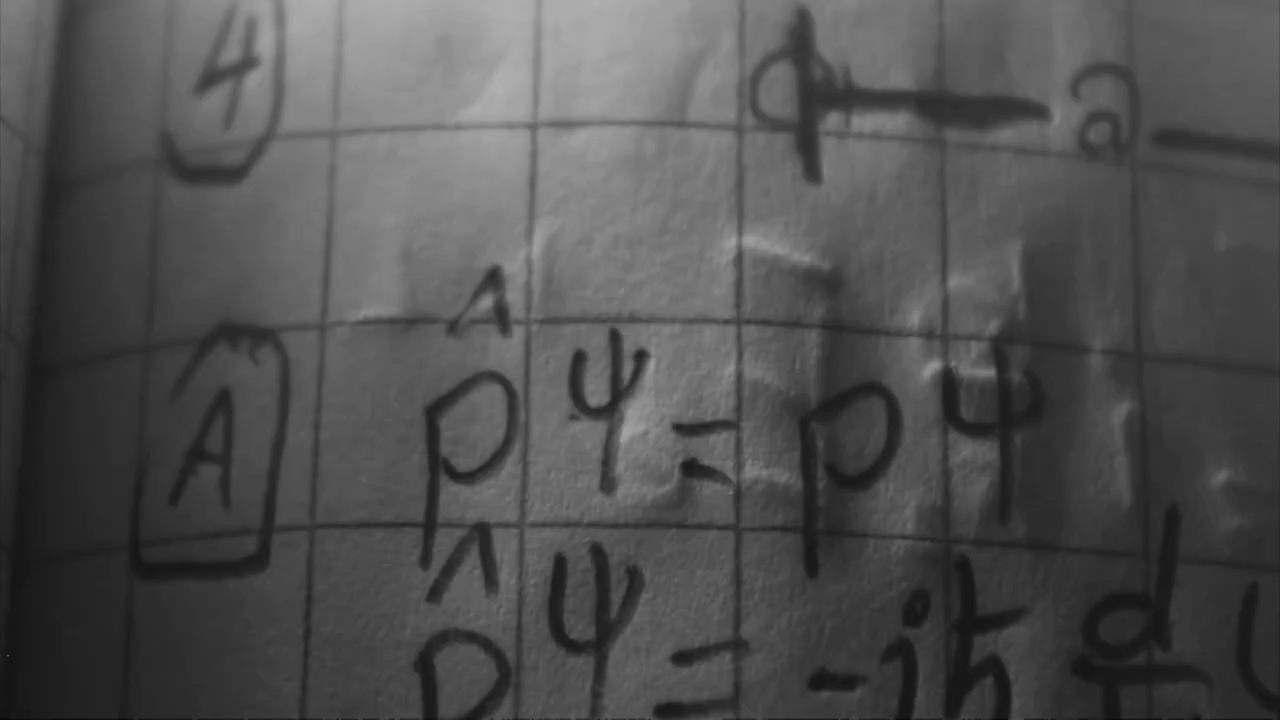 4 ϕ — a —
Â p̂ψ = pψ
p̂ψ = -iħ d (